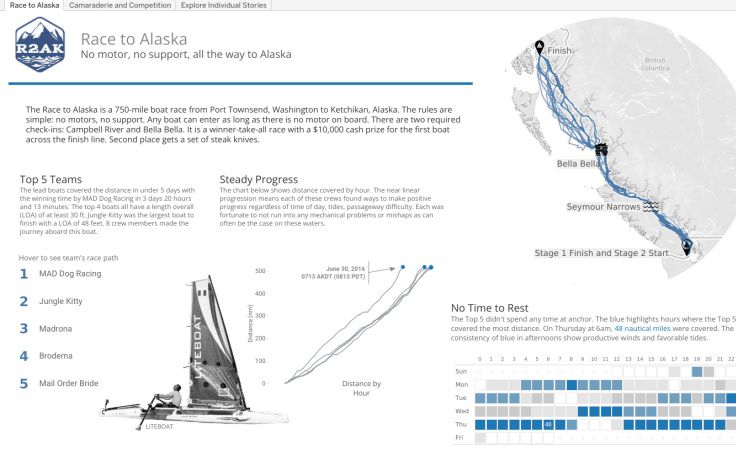 Race to Alaska
Camaraderie and Competition
Explore Individual Stories
R2AK
Race to Alaska
No motor, no support, all the way to Alaska
The Race to Alaska is a 750-mile boat race from Port Townsend, Washington to Ketchikan, Alaska. The rules are
simple: no motors, no support. Any boat can enter as long as there is no motor on board. There are two required
check-ins: Campbell River and Bella Bella. It is a winner-take-all race with a $10,000 cash prize for the first boat
across the finish line. Second place gets a set of steak knives.
Top 5 Teams
The lead boats covered the distance in under 5 days with
the winning time by MAD Dog Racing in 3 days 20 hours
and 13 minutes. The top 4 boats all have a length overall
(LOA) of at least 30 ft. Jungle Kitty was the largest boat to
finish with a LOA of 48 feet. 8 crew members made the
journey aboard this boat.
Steady Progress
The chart below shows distance covered by hour. The near linear
progression means each of these crews found ways to make positive
progress regardless of time of day, tides, passageway difficulty. Each was
fortunate to not run into any mechanical problems or mishaps as can
often be the case on these waters.
Hover to see team's race path
1 MAD Dog Racing
2 Jungle Kitty
3 Madrona
4 Broderna
5 Mail Order Bride
LITEBOAT
LITEBOAT
June 30, 2016
0713 AKDT (0813 PDT)
Distance (nm)
500
400
300
200
100
0
Distance by
Hour
Finish
British
Columbia
Bella Bella
Seymour Narrows
Stage 1 Finish and Stage 2 Start
No Time to Rest
The Top 5 didn't spend any time at anchor. The blue highlights hours where the Top 5
covered the most distance. On Thursday at 6am, 48 nautical miles were covered. The
consistency of blue in afternoons show productive winds and favorable tides.
0 1 2 3 4 5 6 7 8 9 10 11 12 13 14 15 16 17 18 19 20 21 22
Sun
Mon
Tue
Wed
Thu 48
Fri